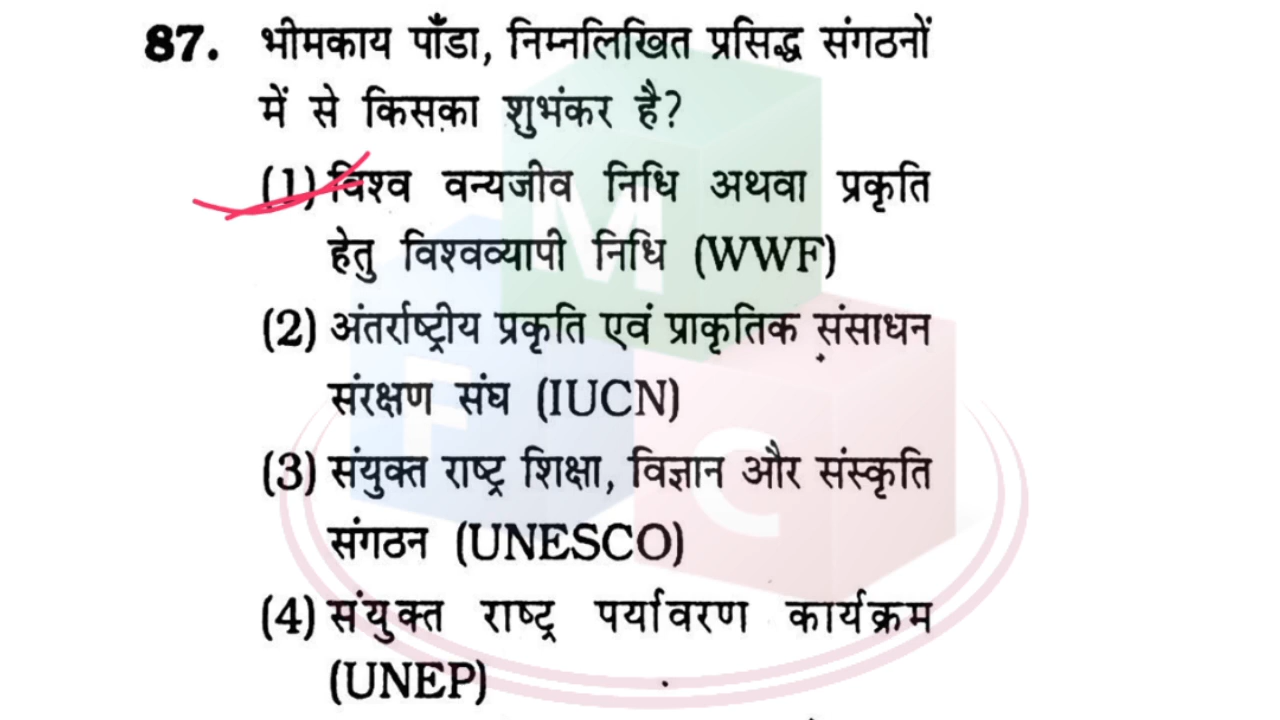 87. भीमकाय पाँडा, निम्नलिखित प्रसिद्ध संगठनों
में से किसका शुभंकर है?
(1) विश्व वन्यजीव निधि अथवा प्रकृति
हेतु विश्वव्यापी निधि (WWF)
(2) अंतर्राष्ट्रीय प्रकृति एवं प्राकृतिक संसाधन
संरक्षण संघ (IUCN)
(3) संयुक्त राष्ट्र शिक्षा, विज्ञान और संस्कृति
संगठन (UNESCO)
(4) संयुक्त राष्ट्र पर्यावरण कार्यक्रम
(UNEP)
M
F
C